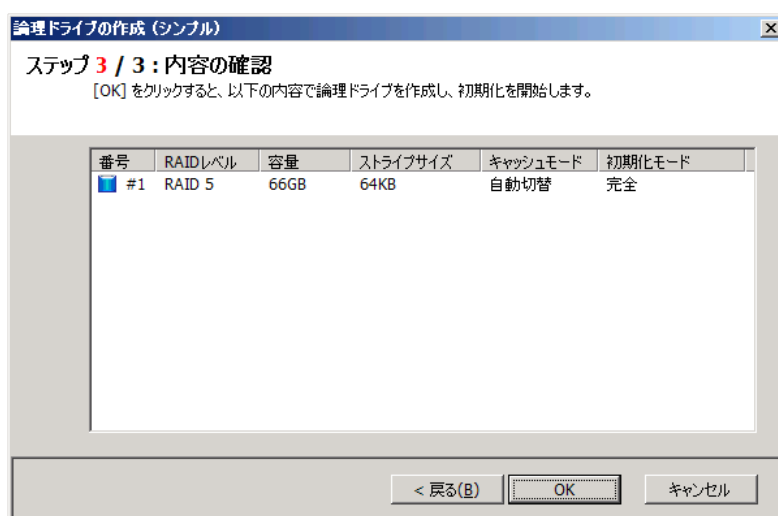 論理ドライブの作成（シンプル）
ステップ 3 / 3 : 内容の確認
[OK] をクリックすると、以下の内容で論理ドライブを作成し、初期化を開始します。
番号 RAIDレベル 容量 ストライプサイズ キャッシュモード 初期化モード
#1 RAID 5 66GB 64KB 自動切替 完全
< 戻る(B) OK キャンセル